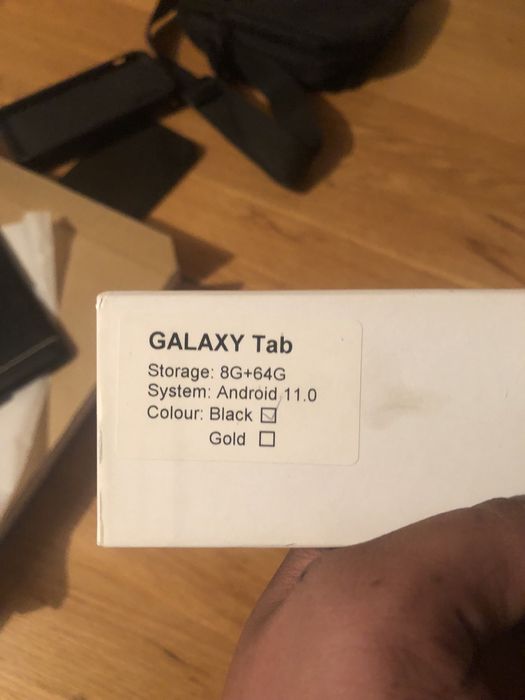 GALAXY Tab
Storage: 8G+64G
System: Android 11.0
Colour: Black ☑
Gold ☐